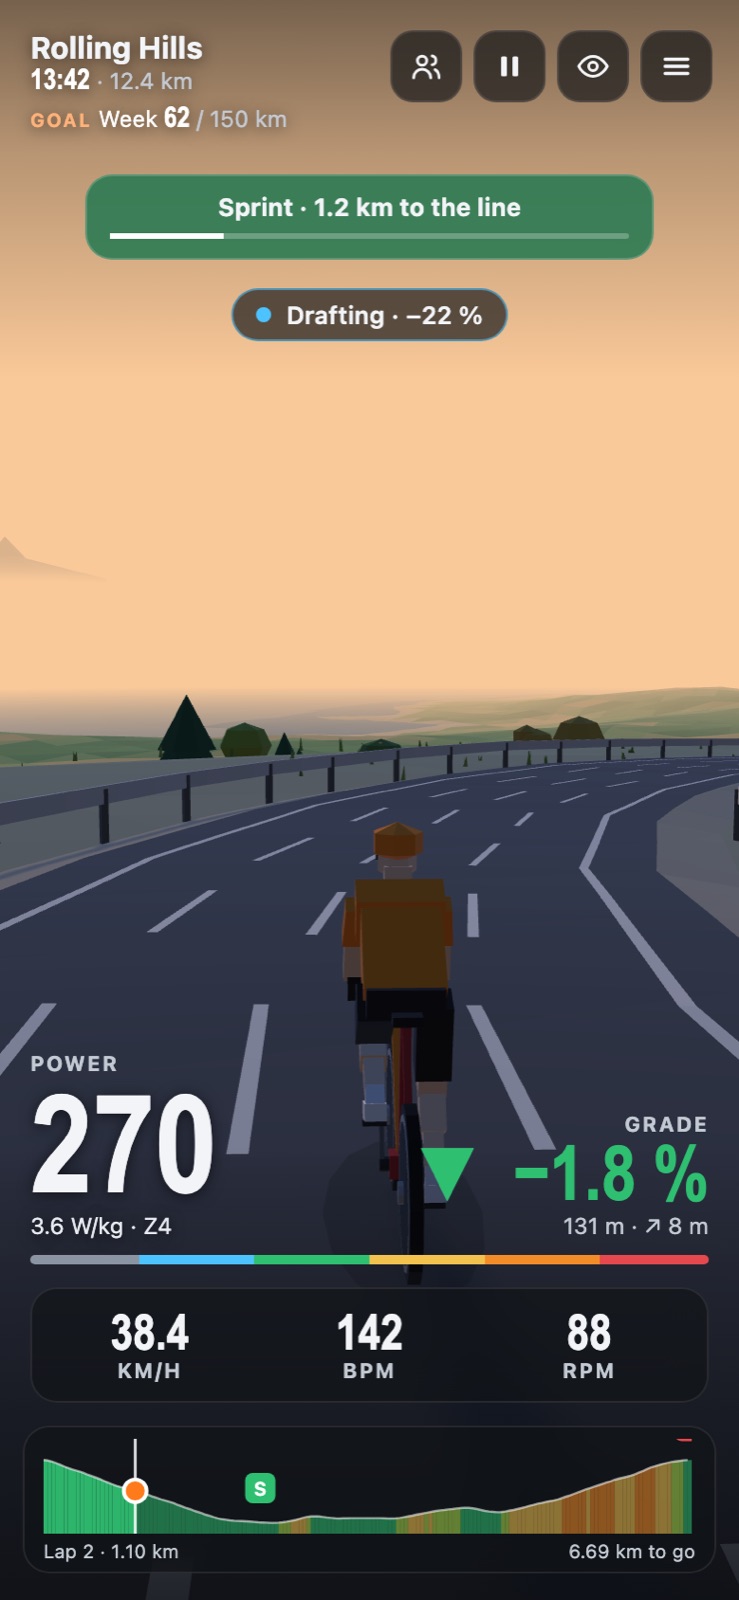 Rolling Hills
13:42 · 12.4 km
GOAL Week 62 / 150 km
Sprint · 1.2 km to the line
Drafting · −22 %
POWER
270
3.6 W/kg · Z4
GRADE
▼ −1.8 %
131 m · ↗ 8 m
38.4
KM/H
142
BPM
88
RPM
S
Lap 2 · 1.10 km
6.69 km to go